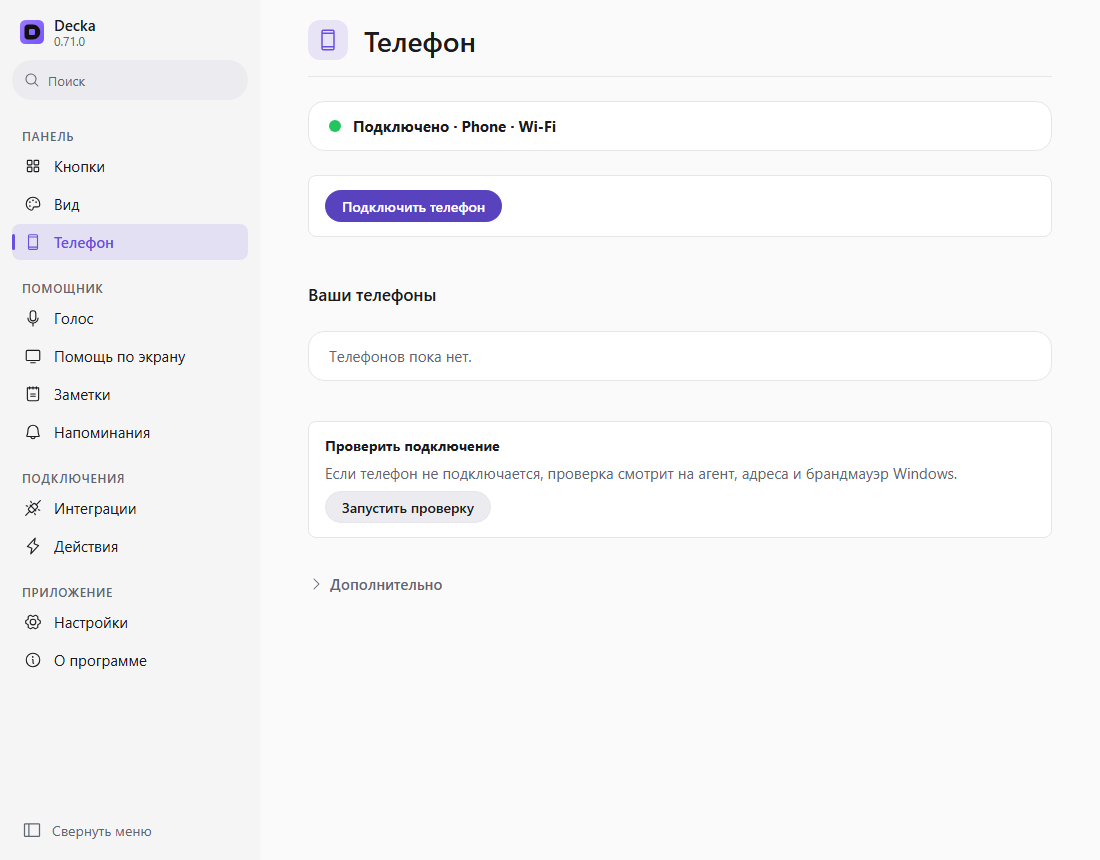 Decka
0.71.0
Поиск
ПАНЕЛЬ
Кнопки
Вид
Телефон
ПОМОЩНИК
Голос
Помощь по экрану
Заметки
Напоминания
ПОДКЛЮЧЕНИЯ
Интеграции
Действия
ПРИЛОЖЕНИЕ
Настройки
О программе
Свернуть меню
Телефон
Подключено · Phone · Wi-Fi
Подключить телефон
Ваши телефоны
Телефонов пока нет.
Проверить подключение
Если телефон не подключается, проверка смотрит на агент, адреса и брандмауэр Windows.
Запустить проверку
Дополнительно